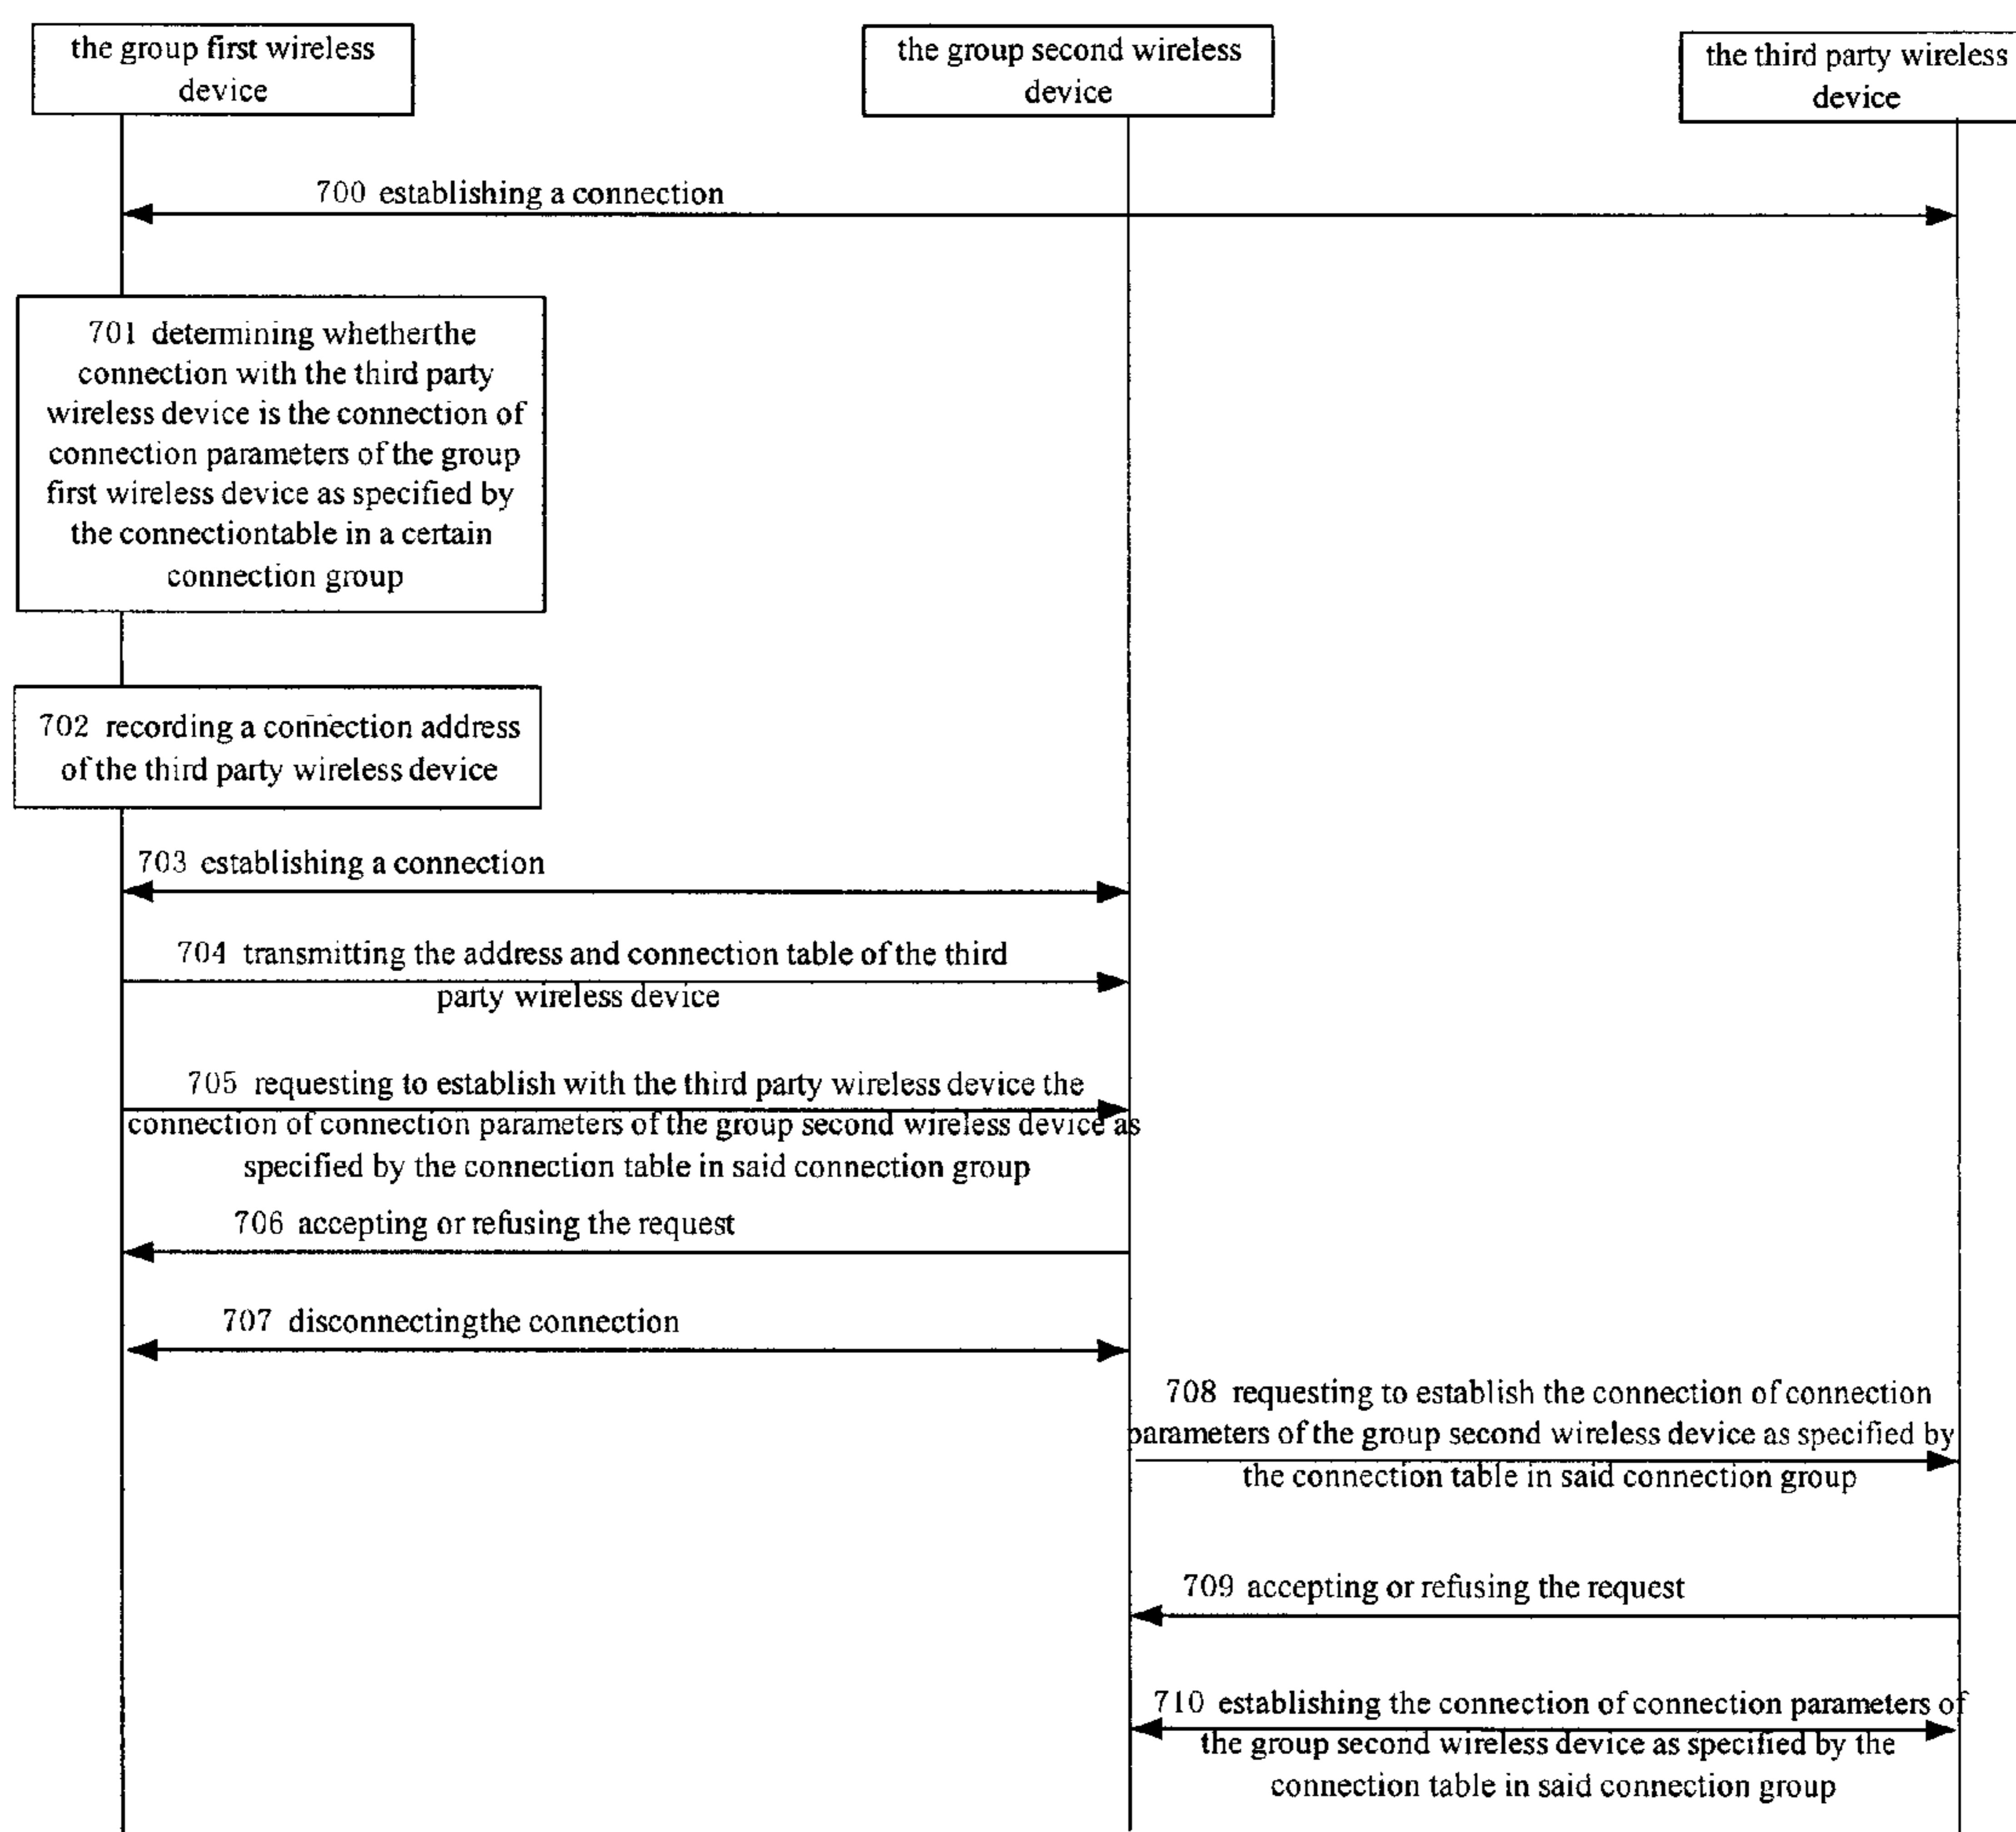 the group first wireless
device
the group second wireless
device
the third party wireless
device
700 establishing a connection
701 determining whetherthe
connection with the third party
wireless device is the connection of
connection parameters of the group
first wireless device as specified by
the connectiontable in a certain
connection group
702 recording a connection address
of the third party wireless device
703 establishing a connection
704 transmitting the address and connection table of the third
party wireless device
705 requesting to establish with the third party wireless device the
connection of connection parameters of the group second wireless device as
specified by the connection table in said connection group
706 accepting or refusing the request
707 disconnectingthe connection
708 requesting to establish the connection of connection
parameters of the group second wireless device as specified by
the connection table in said connection group
709 accepting or refusing the request
710 establishing the connection of connection parameters of
the group second wireless device as specified by the
connection table in said connection group